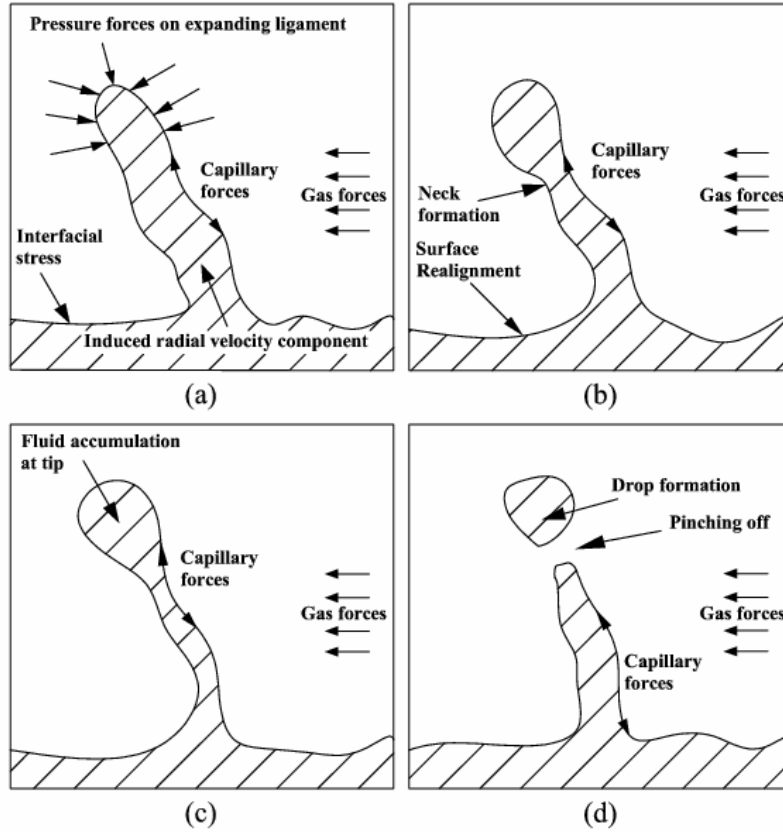 Pressure forces on expanding ligament
Capillary
forces
Gas forces
Interfacial
stress
Induced radial velocity component
(a)
Capillary
forces
Gas forces
Neck
formation
Surface
Realignment
(b)
Fluid accumulation
at tip
Capillary
forces
Gas forces
(c)
Drop formation
Pinching off
Gas forces
Capillary
forces
(d)